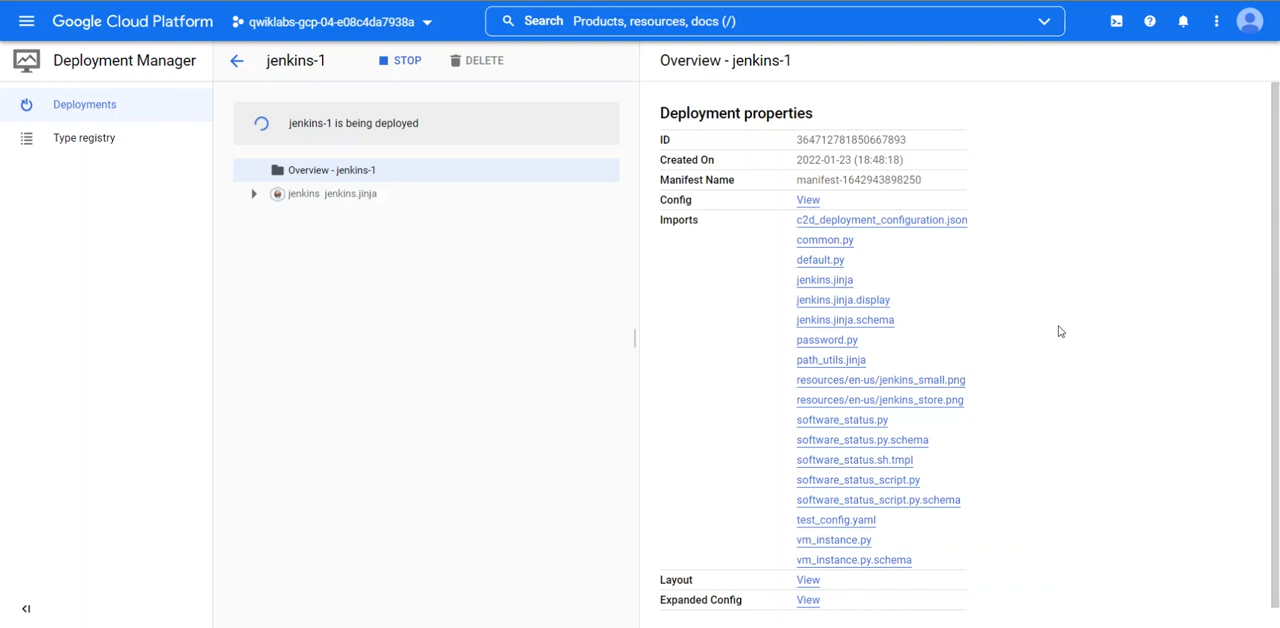 Google Cloud Platform qwiklabs-gcp-04-e08c4da7938a Search Products, resources, docs (/)
Deployment Manager
Deployments
Type registry
jenkins-1 STOP DELETE
jenkins-1 is being deployed
Overview - jenkins-1
jenkins jenkins.jinja
Overview - jenkins-1
Deployment properties
ID 364712781850667893
Created On 2022-01-23 (18:48:18)
Manifest Name manifest-1642943898250
Config View
Imports c2d_deployment_configuration.json
common.py
default.py
jenkins.jinja
jenkins.jinja.display
jenkins.jinja.schema
password.py
path_utils.jinja
resources/en-us/jenkins_small.png
resources/en-us/jenkins_store.png
software_status.py
software_status.py.schema
software_status.sh.tmpl
software_status_script.py
software_status_script.py.schema
test_config.yaml
vm_instance.py
vm_instance.py.schema
Layout View
Expanded Config View